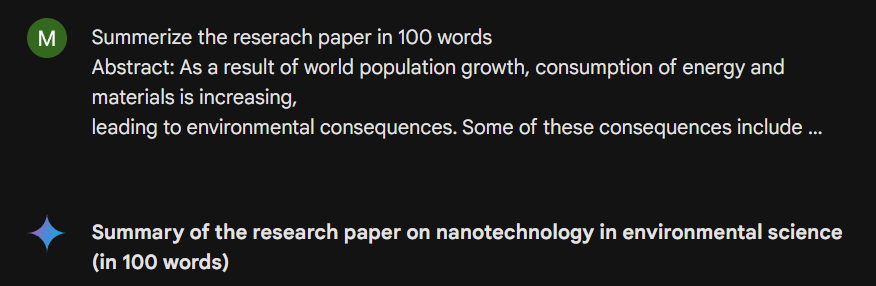 M
Summerize the reserach paper in 100 words
Abstract: As a result of world population growth, consumption of energy and
materials is increasing,
leading to environmental consequences. Some of these consequences include ...
Summary of the research paper on nanotechnology in environmental science
(in 100 words)